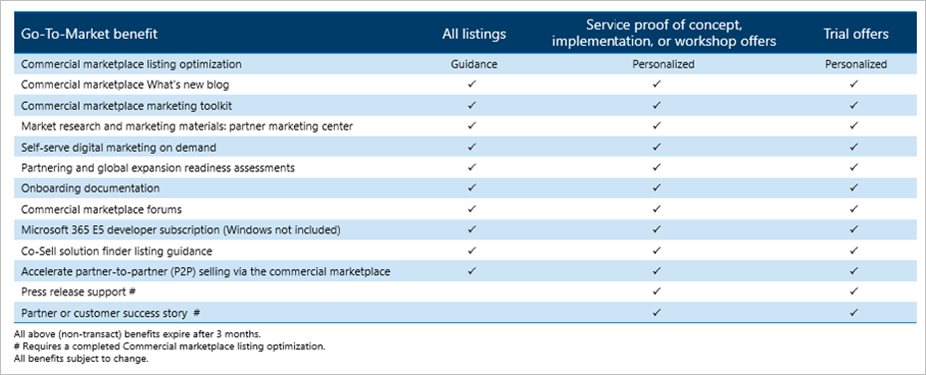 Go-To-Market benefit All listings Service proof of concept, implementation, or workshop offers Trial offers
Commercial marketplace listing optimization Guidance Personalized Personalized
Commercial marketplace What's new blog ✓ ✓ ✓
Commercial marketplace marketing toolkit ✓ ✓ ✓
Market research and marketing materials: partner marketing center ✓ ✓ ✓
Self-serve digital marketing on demand ✓ ✓ ✓
Partnering and global expansion readiness assessments ✓ ✓ ✓
Onboarding documentation ✓ ✓ ✓
Commercial marketplace forums ✓ ✓ ✓
Microsoft 365 E5 developer subscription (Windows not included) ✓ ✓ ✓
Co-Sell solution finder listing guidance ✓ ✓ ✓
Accelerate partner-to-partner (P2P) selling via the commercial marketplace ✓ ✓ ✓
Press release support # ✓ ✓
Partner or customer success story # ✓ ✓
All above (non-transact) benefits expire after 3 months.
# Requires a completed Commercial marketplace listing optimization.
All benefits subject to change.